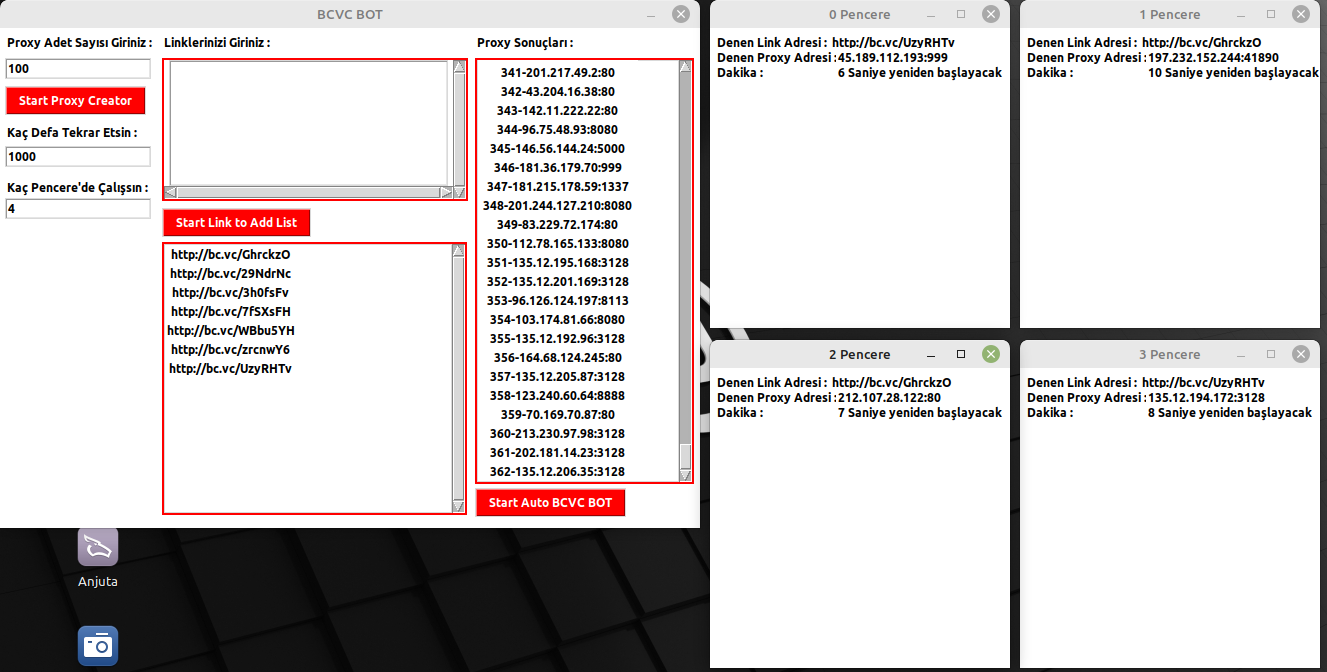 BCVC BOT
Proxy Adet Sayısı Giriniz :
100
Start Proxy Creator
Kaç Defa Tekrar Etsin :
1000
Kaç Pencere'de Çalışsın :
4
Linklerinizi Giriniz :
Start Link to Add List
http://bc.vc/GhrckzO
http://bc.vc/29NdrNc
http://bc.vc/3h0fsFv
http://bc.vc/7fSXsFH
http://bc.vc/WBbu5YH
http://bc.vc/zrcnwY6
http://bc.vc/UzyRHTv
Proxy Sonuçları :
341-201.217.49.2:80
342-43.204.16.38:80
343-142.11.222.22:80
344-96.75.48.93:8080
345-146.56.144.24:5000
346-181.36.179.70:999
347-181.215.178.59:1337
348-201.244.127.210:8080
349-83.229.72.174:80
350-112.78.165.133:8080
351-135.12.195.168:3128
352-135.12.201.169:3128
353-96.126.124.197:8113
354-103.174.81.66:8080
355-135.12.192.96:3128
356-164.68.124.245:80
357-135.12.205.87:3128
358-123.240.60.64:8888
359-70.169.70.87:80
360-213.230.97.98:3128
361-202.181.14.23:3128
362-135.12.206.35:3128
Start Auto BCVC BOT
0 Pencere
Denen Link Adresi : http://bc.vc/UzyRHTv
Denen Proxy Adresi :45.189.112.193:999
Dakika : 6 Saniye yeniden başlayacak
1 Pencere
Denen Link Adresi : http://bc.vc/GhrckzO
Denen Proxy Adresi :197.232.152.244:41890
Dakika : 10 Saniye yeniden başlayacak
2 Pencere
Denen Link Adresi : http://bc.vc/GhrckzO
Denen Proxy Adresi :212.107.28.122:80
Dakika : 7 Saniye yeniden başlayacak
3 Pencere
Denen Link Adresi : http://bc.vc/UzyRHTv
Denen Proxy Adresi :135.12.194.172:3128
Dakika : 8 Saniye yeniden başlayacak
Anjuta